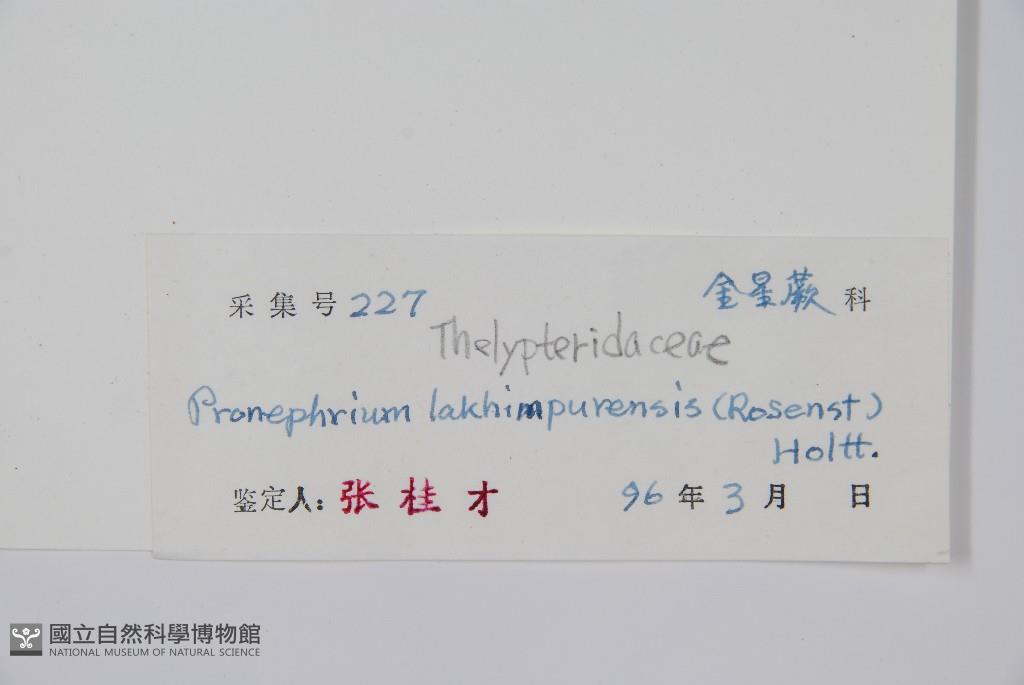 采集号 227 金星蕨 科
Thelypteridaceae
Pronephrium lakhimpurensis (Rosenst)
Holtt.
鉴定人: 张桂才 96 年 3 月 日
國立自然科學博物館
NATIONAL MUSEUM OF NATURAL SCIENCE